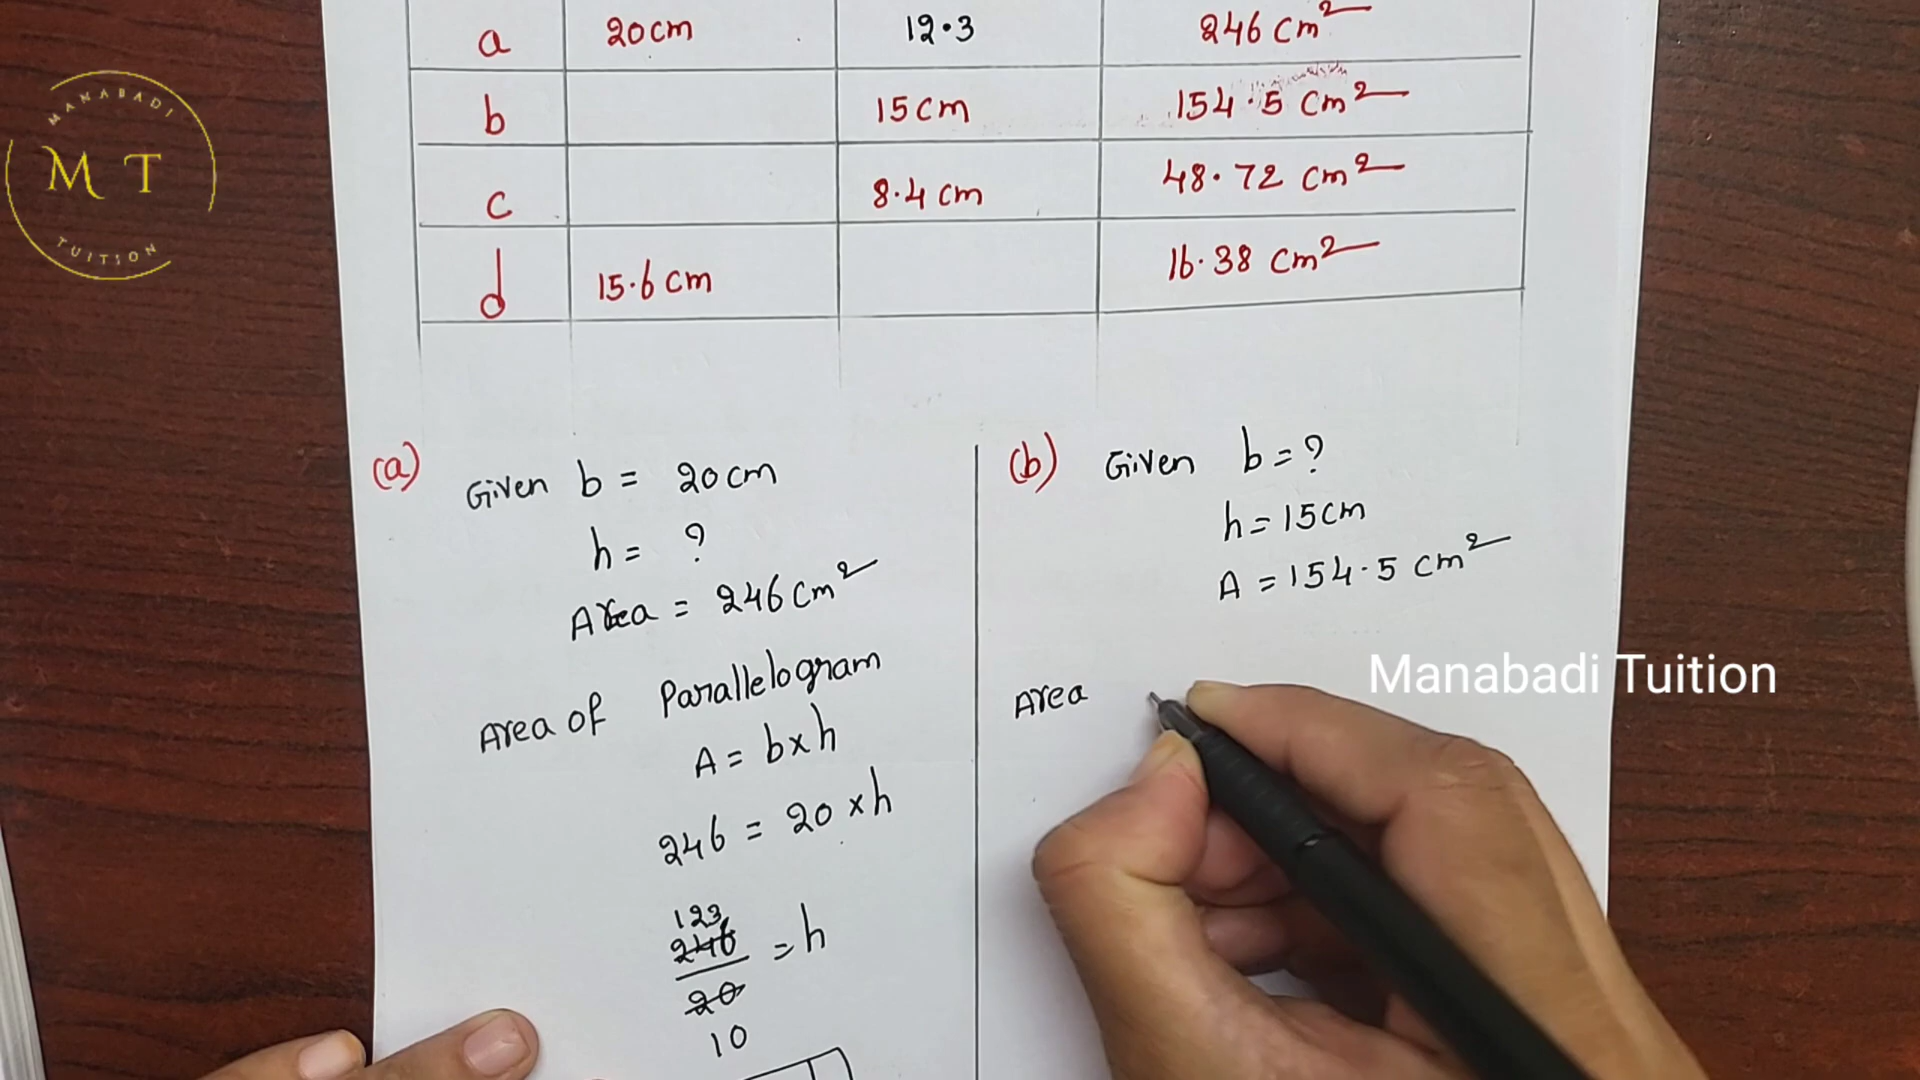 a 20cm 12.3 246 cm²
b 15cm 154.5 cm²
c 8.4 cm 48.72 cm²
d 15.6 cm 16.38 cm²
MANABADI
M T
TUITSON
(a) Given b = 20cm
h = ?
Area = 246 cm²
Area of Parallelogram
A = b×h
246 = 20 × h
123
246 = h
20
10
(b) Given b = ?
h = 15cm
A = 154.5 cm²
Area
Manabadi Tuition